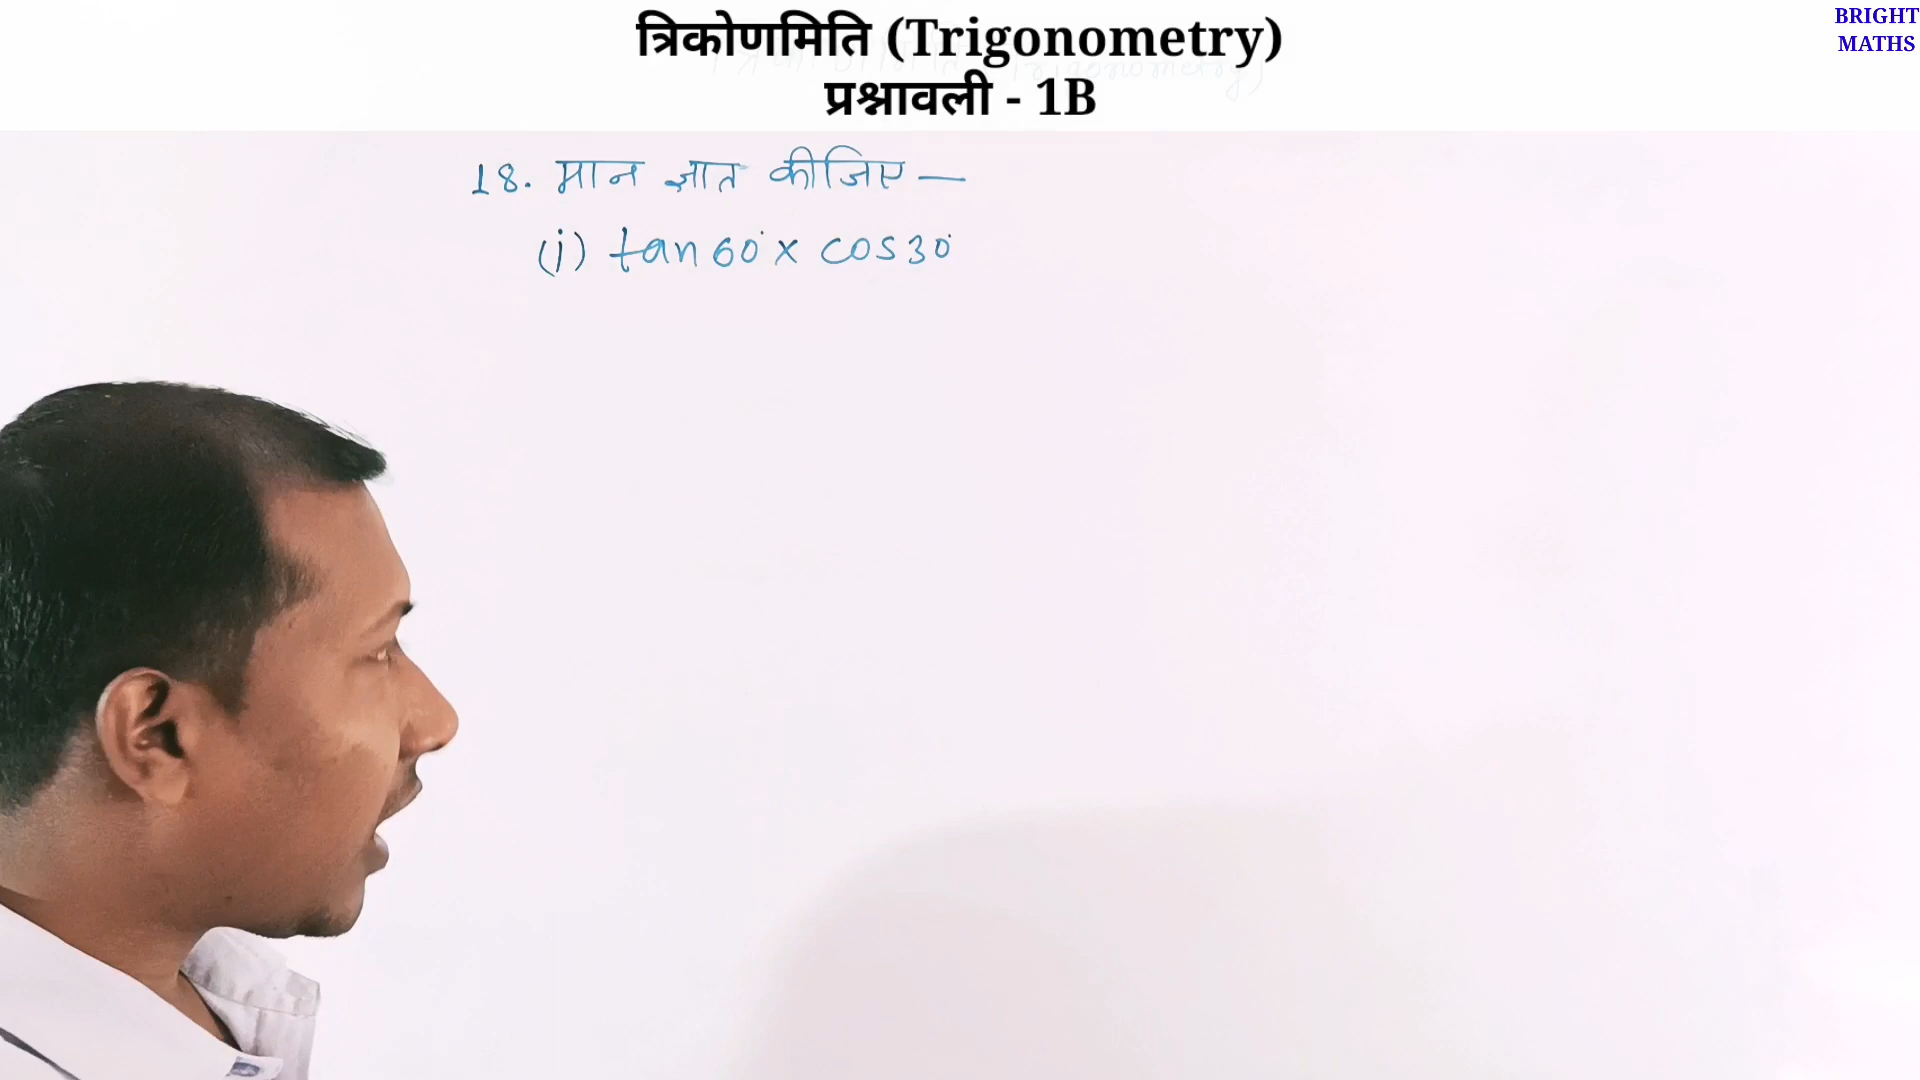 त्रिकोणमिति (Trigonometry)
प्रश्नावली - 1B
BRIGHT
MATHS
18. मान ज्ञात कीजिए —
(i) tan 60° x cos 30°